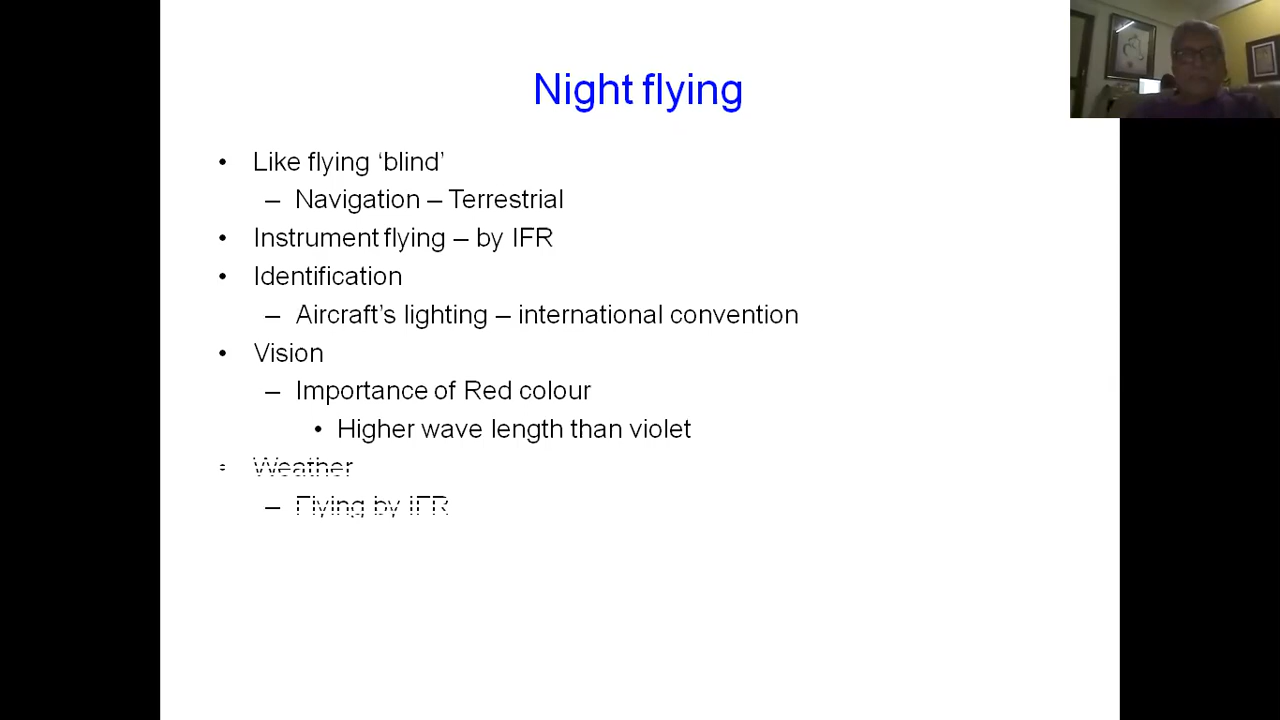 Night flying
• Like flying ‘blind’
– Navigation – Terrestrial
• Instrument flying – by IFR
• Identification
– Aircraft’s lighting – international convention
• Vision
– Importance of Red colour
• Higher wave length than violet
• Weather
– Flying by IFR